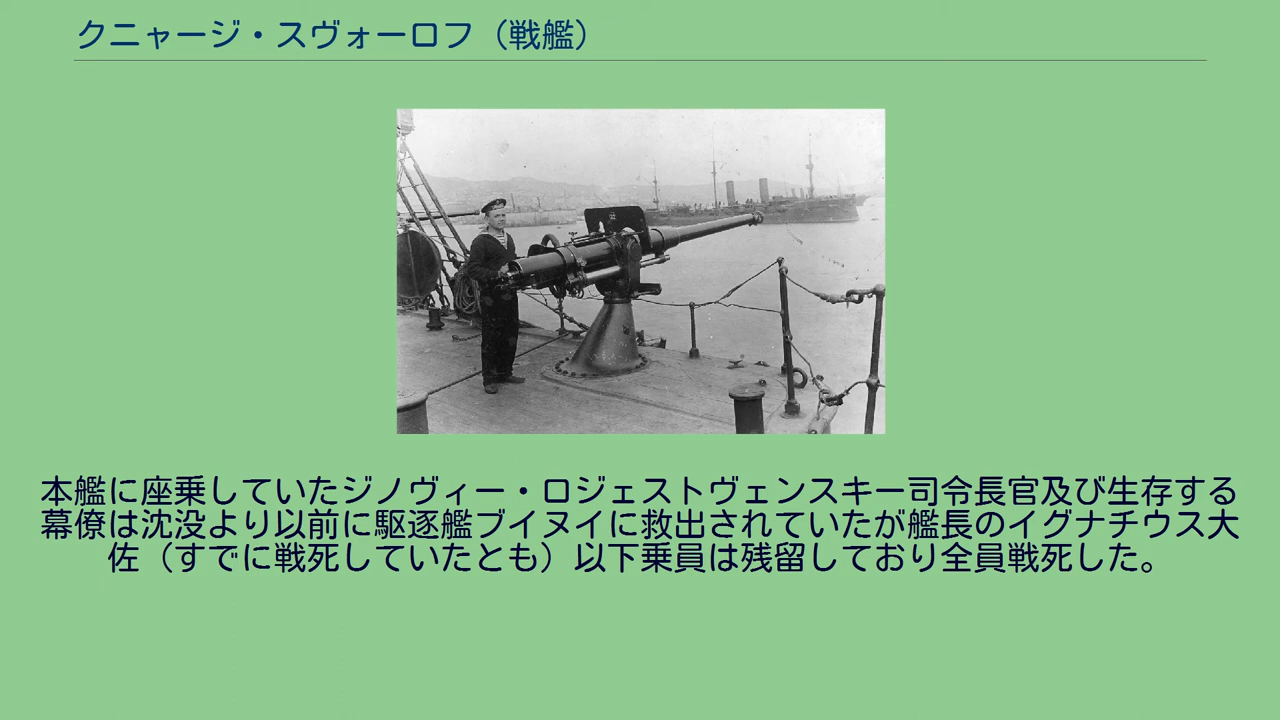 クニャージ・スヴォーロフ（戦艦）
本艦に座乗していたジノヴィー・ロジェストヴェンスキー司令長官及び生存する
幕僚は沈没より以前に駆逐艦ブイヌイに救出されていたが艦長のイグナチウス大
佐（すでに戦死していたとも）以下乗員は残留しており全員戦死した。